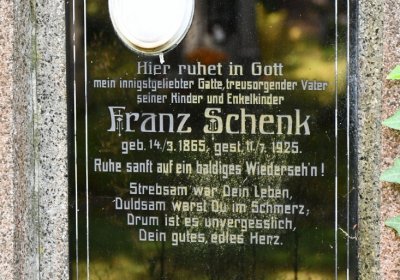 Hier ruhet in Gott
mein innigstgeliebter Gatte, treusorgender Vater
seiner Kinder und Enkelkinder
Franz Schenk
geb. 14/3. 1865, gest. 11/7. 1925.
Ruhe sanft auf ein baldiges Wiederseh'n!
Strebsam war Dein Leben,
Duldsam warst Du im Schmerz;
Drum ist es unvergesslich,
Dein gutes, edles Herz.